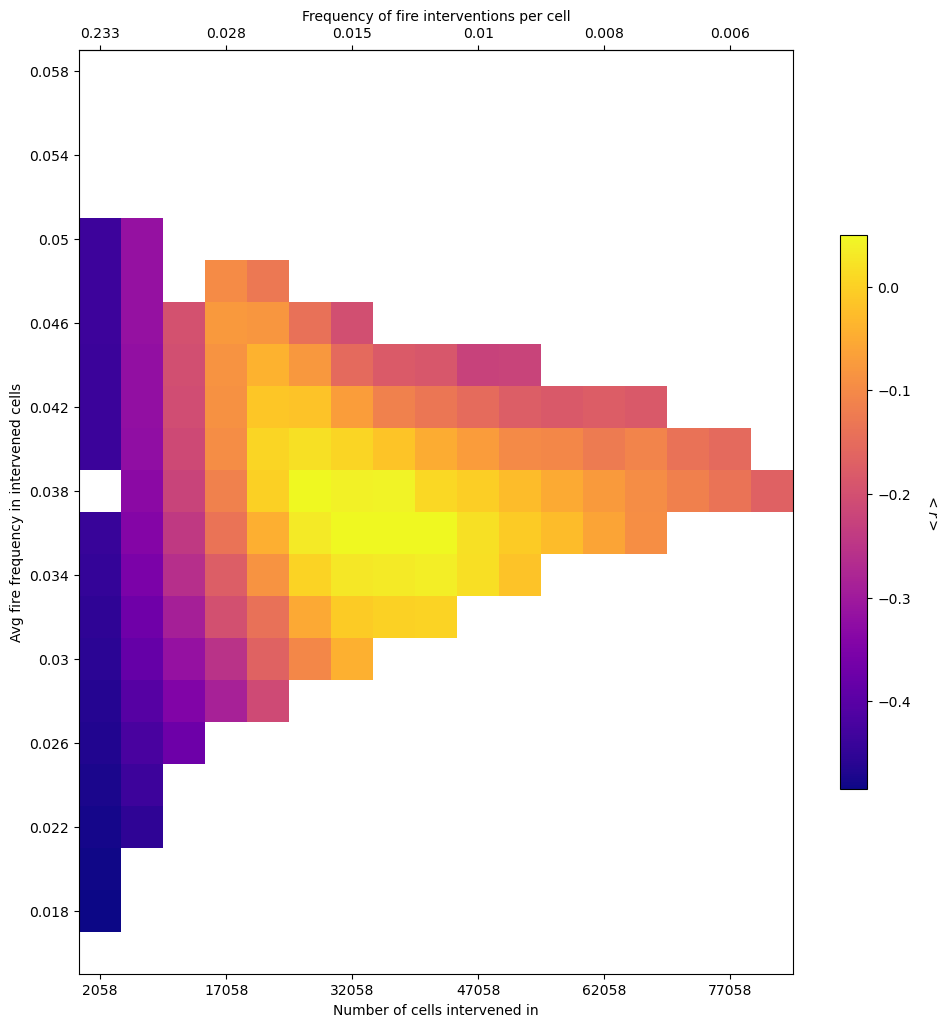 Frequency of fire interventions per cell
0.233 0.028 0.015 0.01 0.008 0.006
0.058
0.054
0.05
0.046
0.042
0.038
0.034
0.03
0.026
0.022
0.018
Avg fire frequency in intervened cells
2058 17058 32058 47058 62058 77058
Number of cells intervened in
0.0
−0.1
−0.2
−0.3
−0.4
< r >